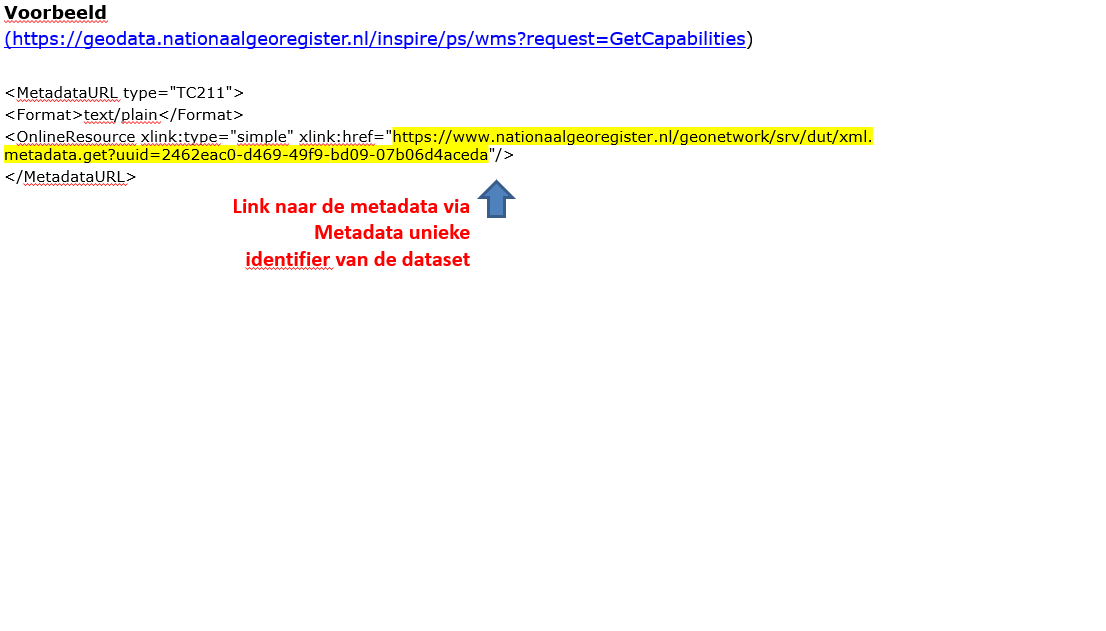 Voorbeeld
(https://geodata.nationaalgeoregister.nl/inspire/ps/wms?request=GetCapabilities)
<MetadataURL type="TC211">
<Format>text/plain</Format>
<OnlineResource xlink:type="simple" xlink:href="https://www.nationaalgeoregister.nl/geonetwork/srv/dut/xml.
metadata.get?uuid=2462eac0-d469-49f9-bd09-07b06d4aceda"/>
</MetadataURL>
Link naar de metadata via
Metadata unieke
identifier van de dataset